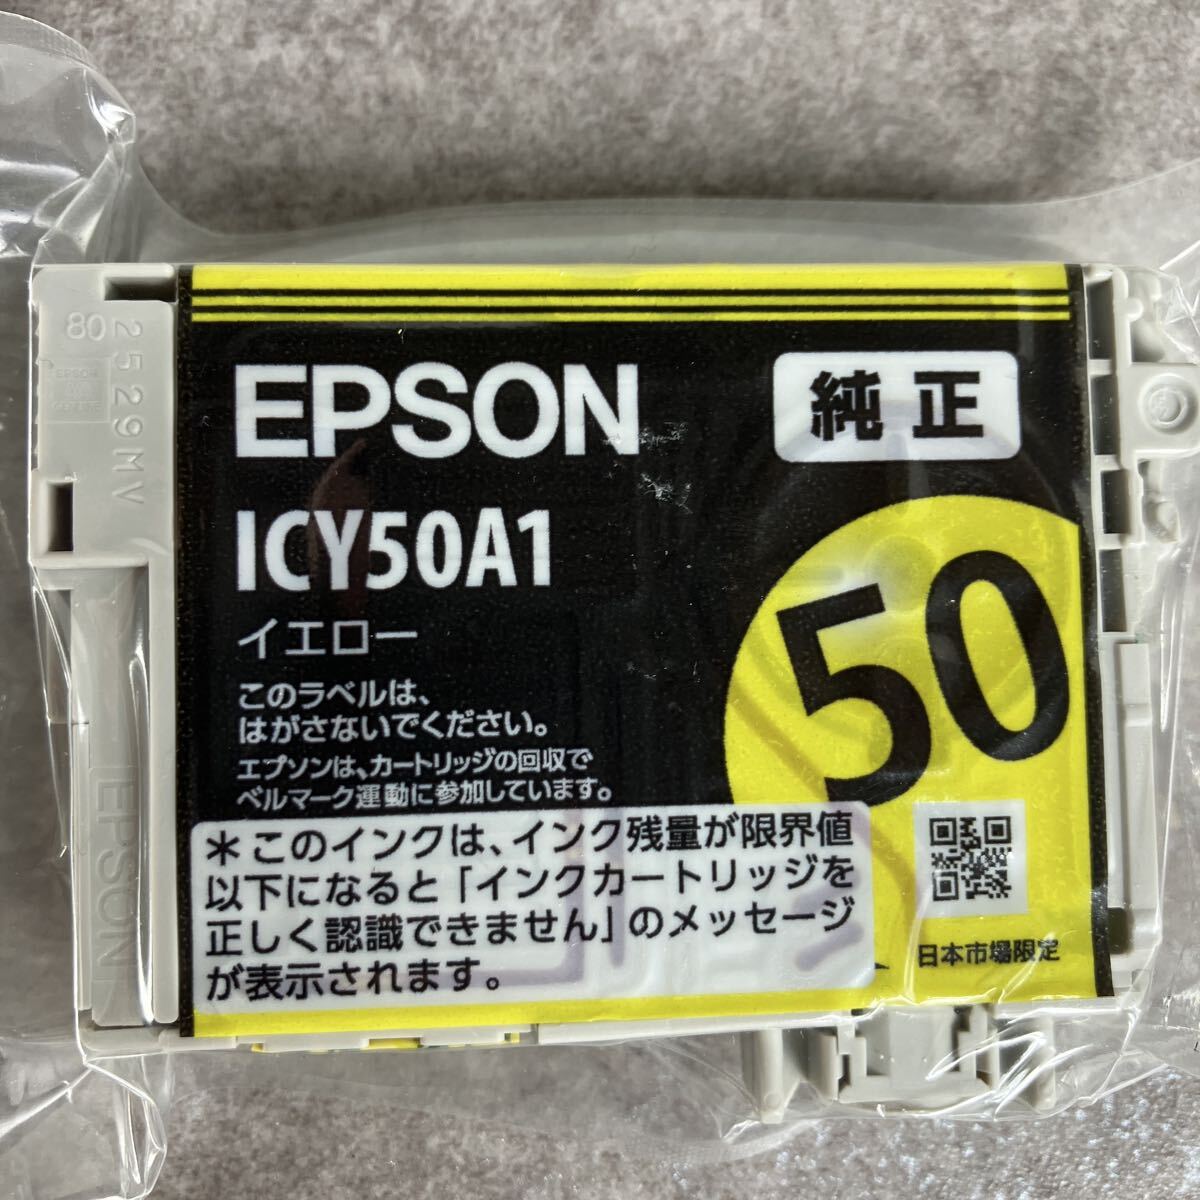 EPSON
純正
ICY50A1
イエロー
このラベルは、
はがさないでください。
エプソンは、カートリッジの回収で
ベルマーク運動に参加しています。
50
＊このインクは、インク残量が限界値
以下になると「インクカートリッジを
正しく認識できません」のメッセージ
が表示されます。
日本市場限定
80
2529MV
EPSON